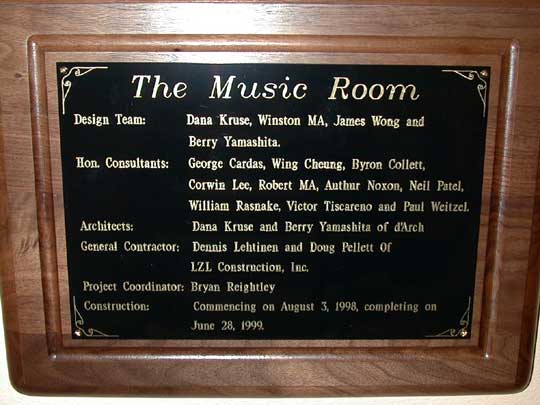 The Music Room
Design Team: Dana Kruse, Winston MA, James Wong and
Berry Yamashita.
Hon. Consultants: George Cardas, Wing Cheung, Byron Collett,
Corwin Lee, Robert MA, Authur Noxon, Neil Patel,
William Rasnake, Victor Tiscareno and Paul Weitzel.
Architects: Dana Kruse and Berry Yamashita of d'Arch
General Contractor: Dennis Lehtinen and Doug Pellett Of
LZL Construction, Inc.
Project Coordinator: Bryan Reightley
Construction: Commencing on August 3, 1998, completing on
June 28, 1999.